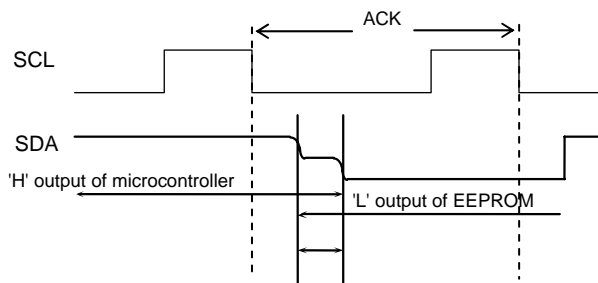 ACK
SCL
SDA
'H' output of microcontroller
'L' output of EEPROM